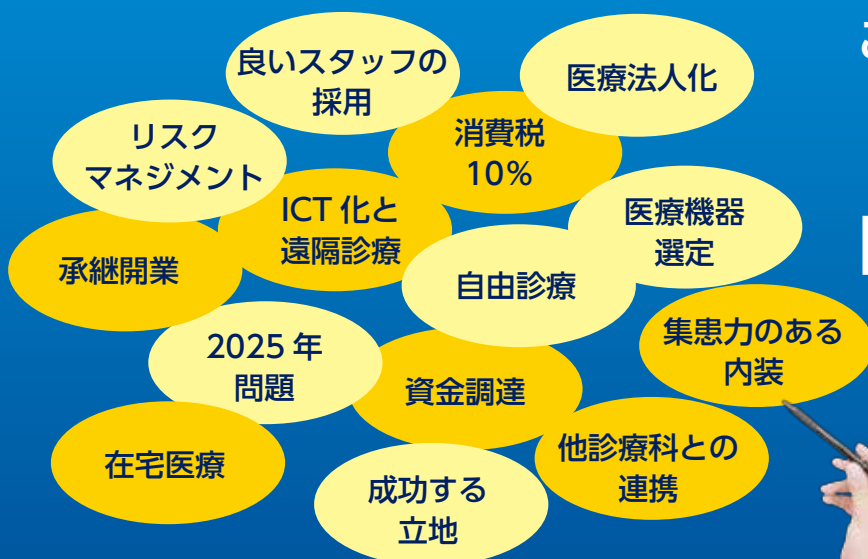 良いスタッフの
採用
医療法人化
リスク
マネジメント
消費税
10%
ICT 化と
遠隔診療
医療機器
選定
承継開業
自由診療
2025 年
問題
集患力のある
内装
資金調達
在宅医療
他診療科との
連携
成功する
立地